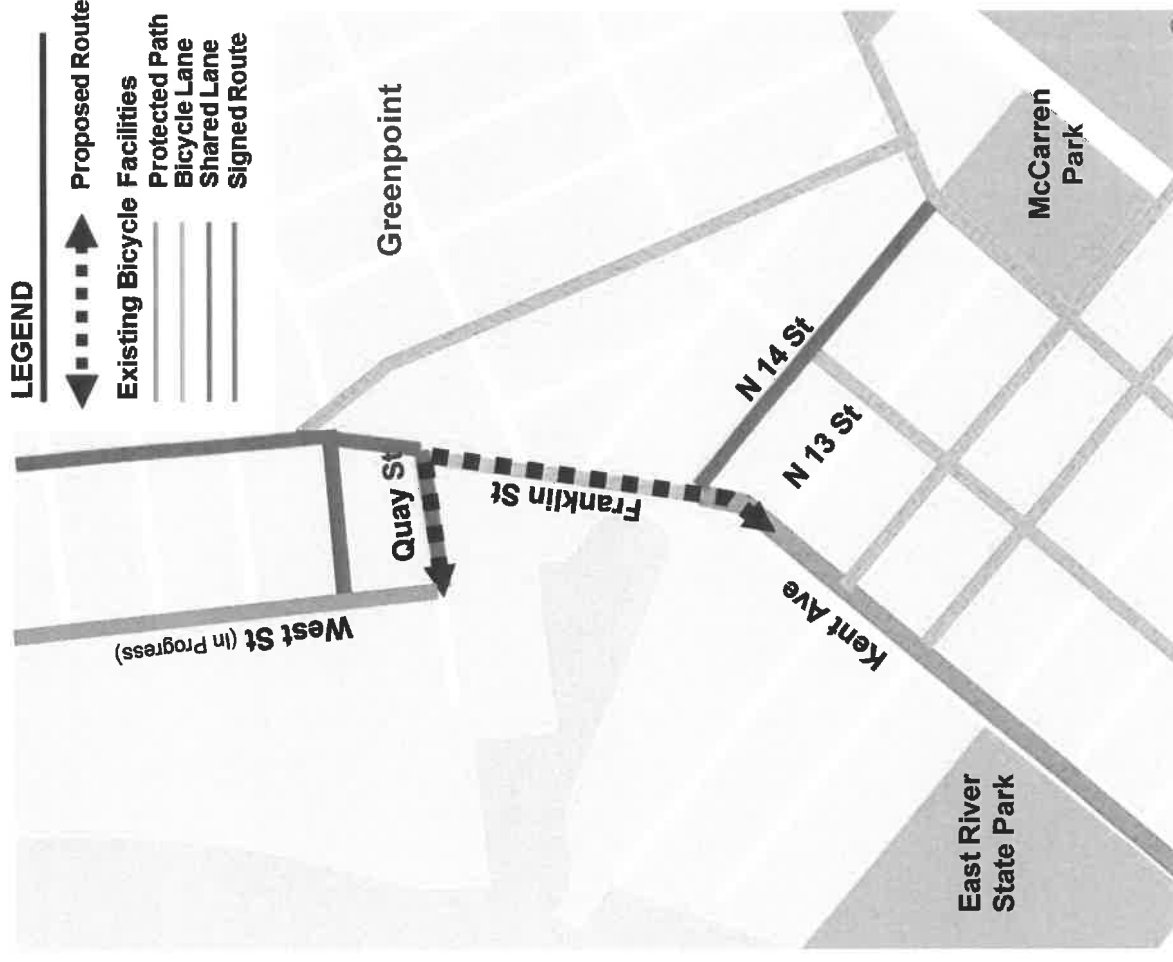 LEGEND
Proposed Route
Existing Bicycle Facilities
Protected Path
Bicycle Lane
Shared Lane
Signed Route
Greenpoint
Quay St
West St (In Progress)
Franklin St
N 14 St
N 13 St
Kent Ave
McCarren
Park
East River
State Park